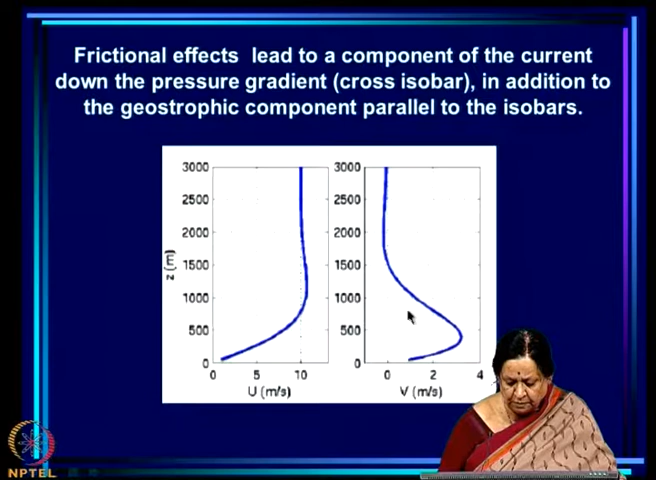 Frictional effects lead to a component of the current
down the pressure gradient (cross isobar), in addition to
the geostrophic component parallel to the isobars.
3000
2500
2000
1500
1000
500
0
z (m)
0 5 10
U (m/s)
3000
2500
2000
1500
1000
500
0
0 2 4
V (m/s)
NPTEL